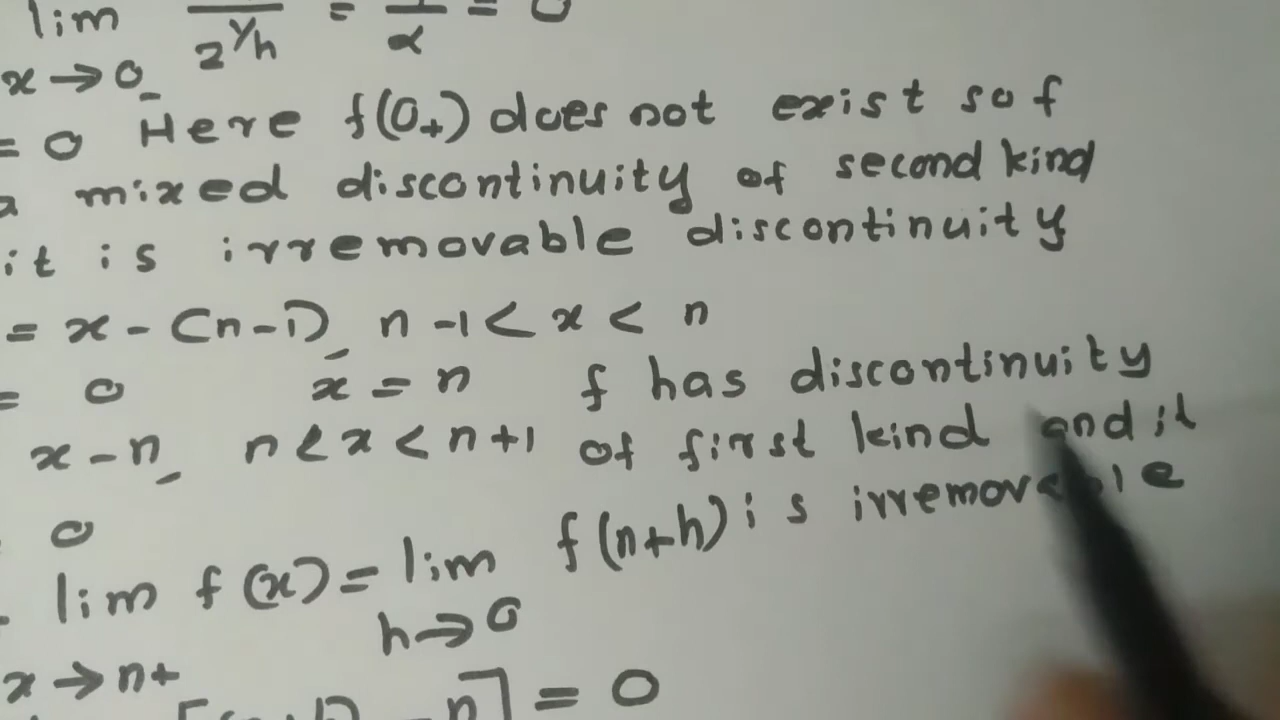 lim 1/2^1/h = 1/α = 0
x→0-
= 0 Here f(0+) does not exist so f
a mixed discontinuity of second kind
it is irremovable discontinuity
= x - (n-1) n-1 < x < n
= 0 x = n f has discontinuity
x - n n < x < n+1 of first kind and it
0 is irremovable
lim f(x) = lim f(n+h)
x→n+ h→0
- n] = 0